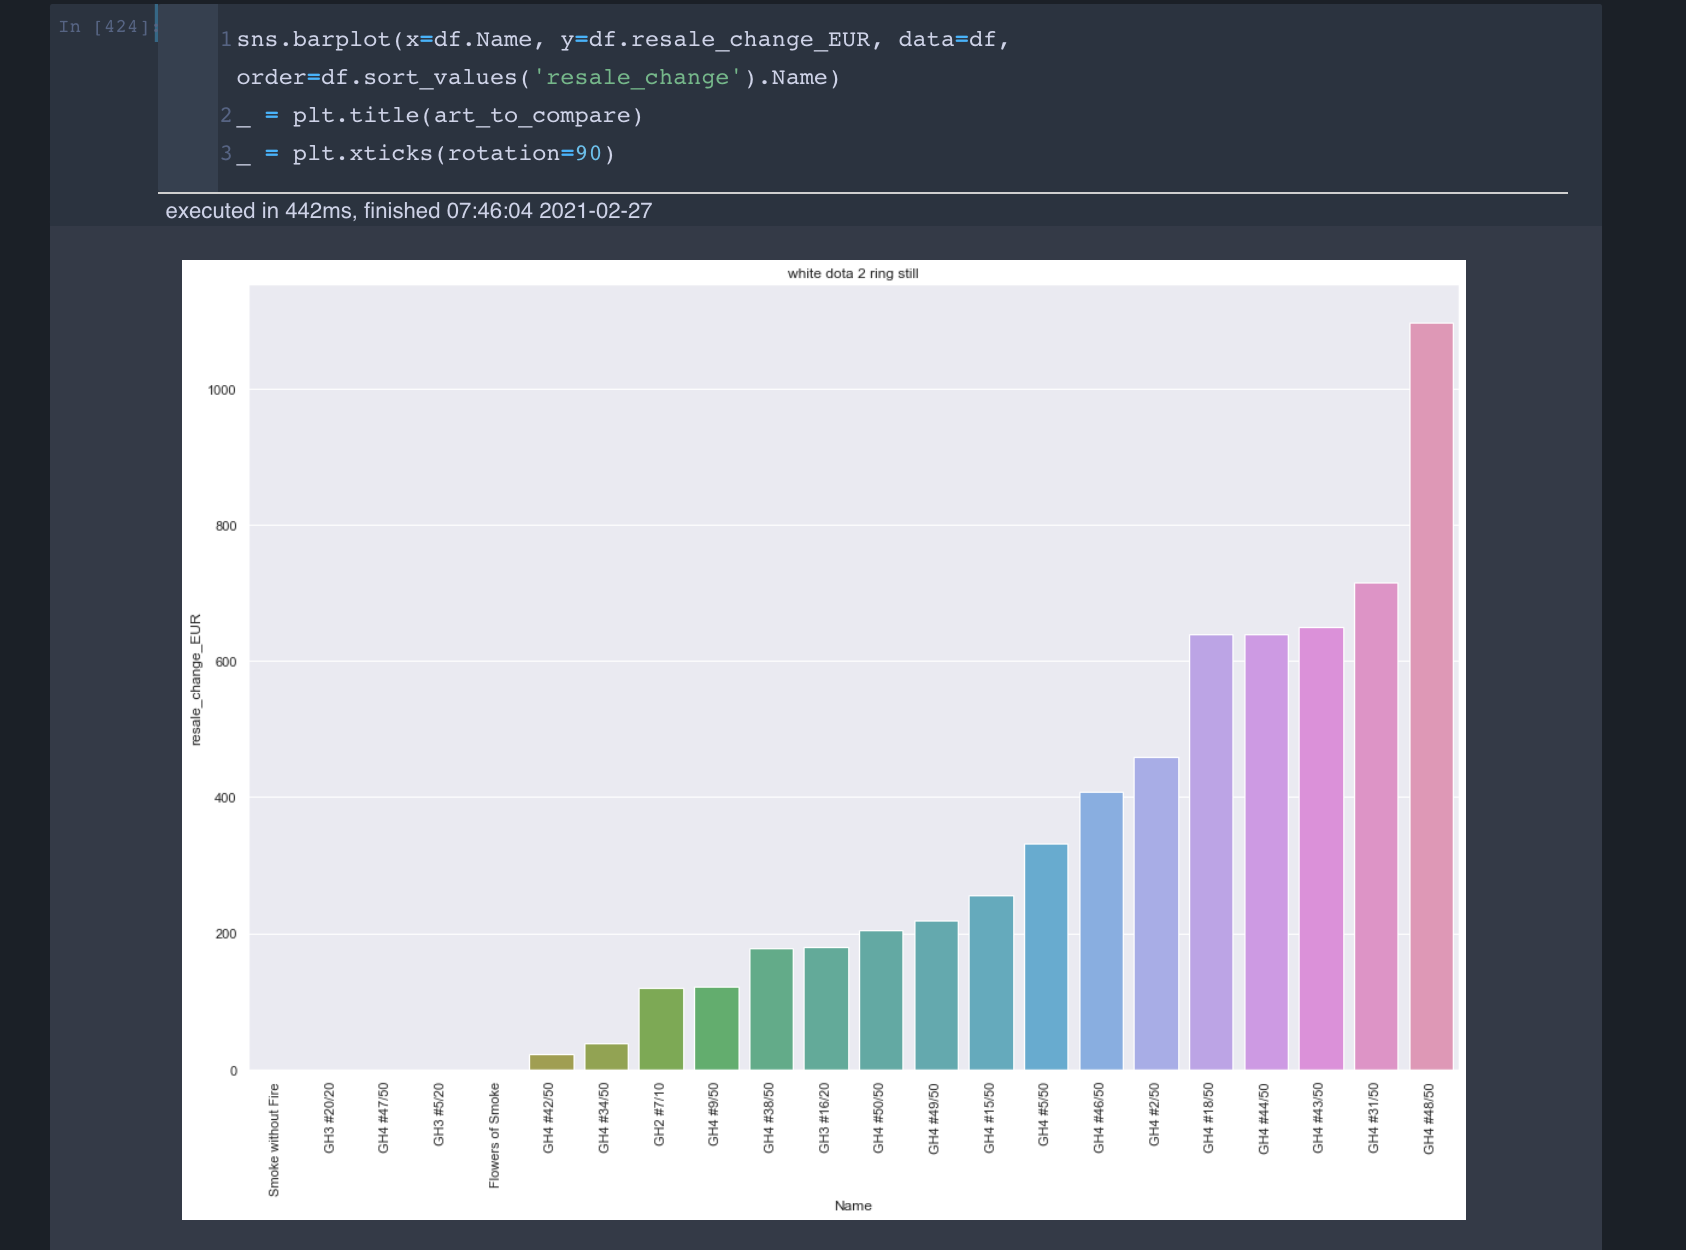 In [424]:
1 sns.barplot(x=df.Name, y=df.resale_change_EUR, data=df,
order=df.sort_values('resale_change').Name)
2 _ = plt.title(art_to_compare)
3 _ = plt.xticks(rotation=90)
executed in 442ms, finished 07:46:04 2021-02-27
white dota 2 ring still
1000
800
600
400
200
0
resale_change_EUR
Smoke without Fire
GH3 #20/20
GH4 #47/50
GH3 #5/20
Flowers of Smoke
GH4 #42/50
GH4 #34/50
GH2 #7/10
GH4 #9/50
GH4 #38/50
GH3 #16/20
GH4 #50/50
GH4 #49/50
GH4 #15/50
GH4 #5/50
GH4 #46/50
GH4 #2/50
GH4 #18/50
GH4 #44/50
GH4 #43/50
GH4 #31/50
GH4 #48/50
Name